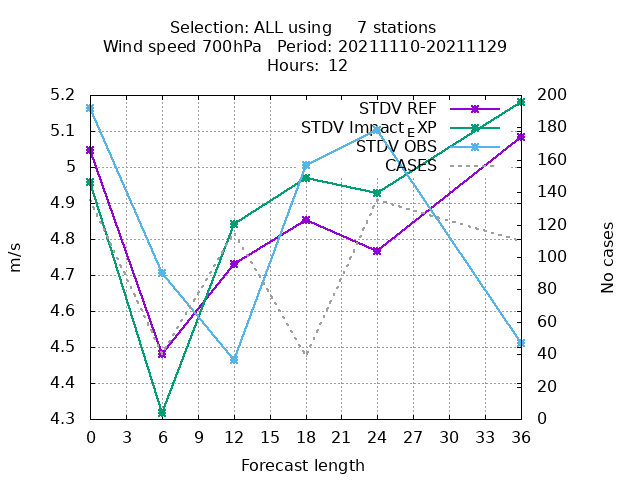 Selection: ALL using     7 stations
Wind speed 700hPa   Period: 20211110-20211129
Hours:  12
5.2
5.1
5
4.9
4.8
4.7
4.6
4.5
4.4
4.3
m/s
STDV REF
STDV Impact_EXP
STDV OBS
CASES
200
180
160
140
120
100
80
60
40
20
0
No cases
0 3 6 9 12 15 18 21 24 27 30 33 36
Forecast length